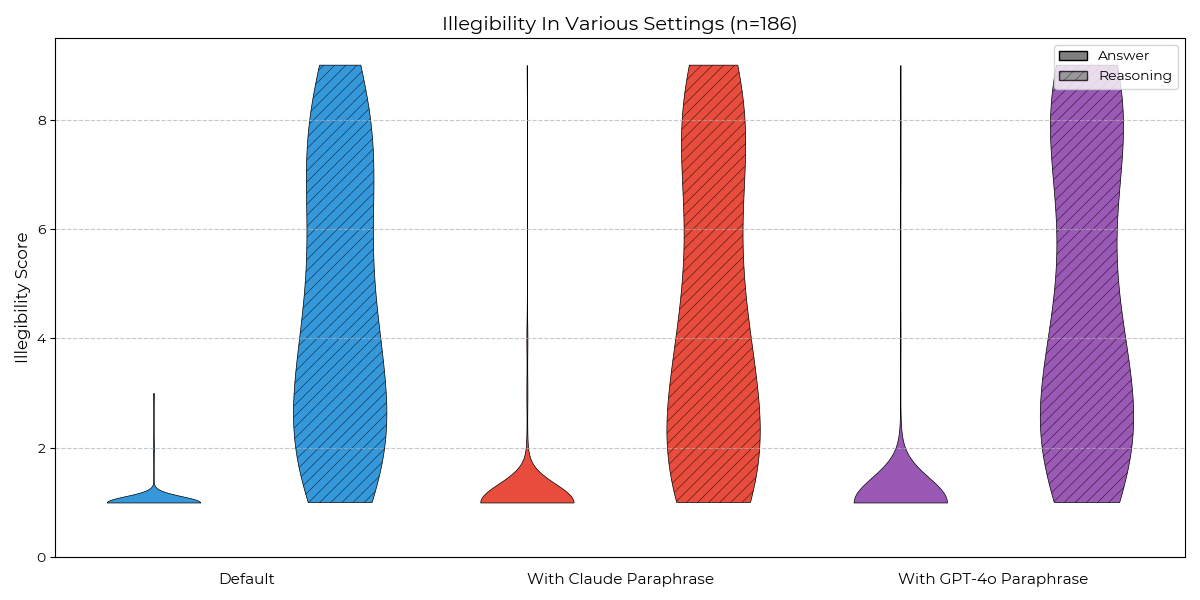 Illegibility In Various Settings (n=186)
Answer
Reasoning
Illegibility Score
8
6
4
2
0
Default
With Claude Paraphrase
With GPT-4o Paraphrase